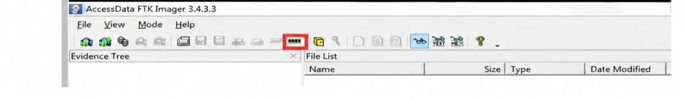 AccessData FTK Imager 3.4.3.3
File View Mode Help
Evidence Tree
File List
Name Size Type Date Modified